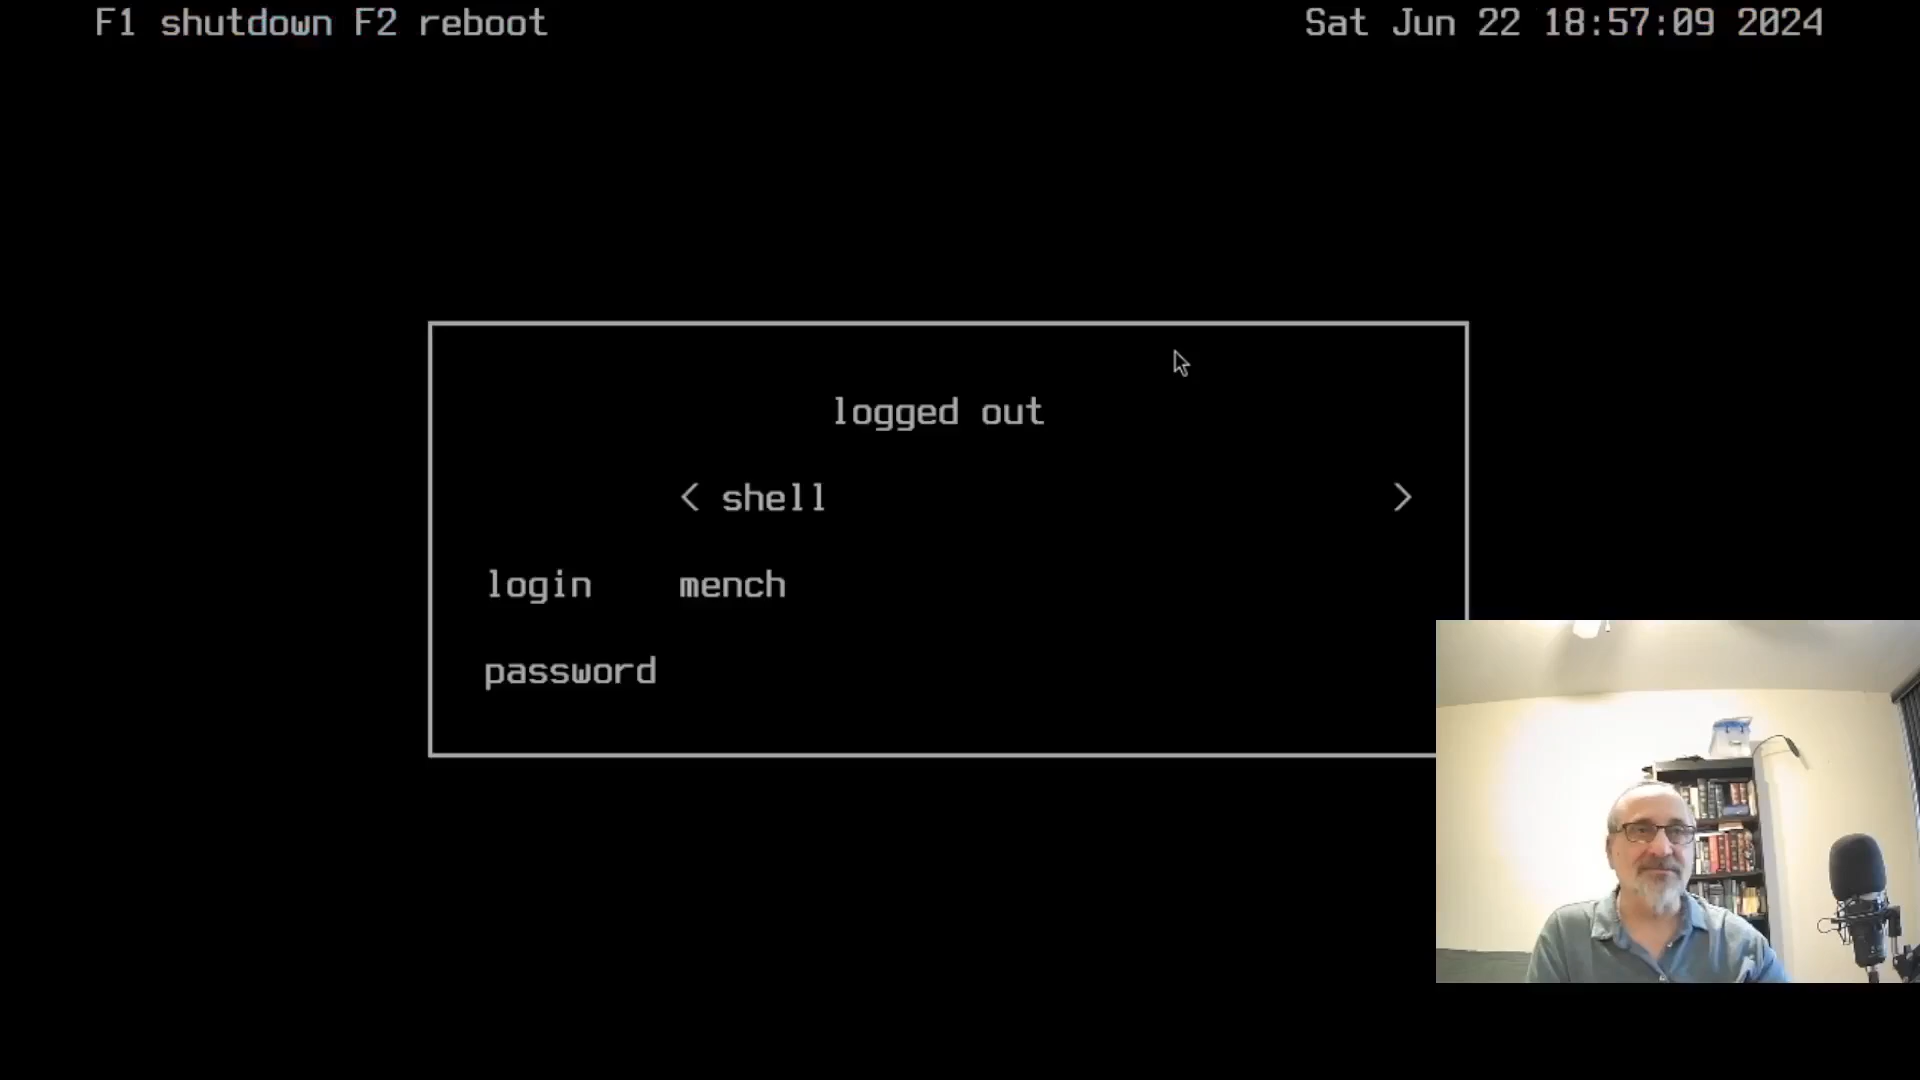 F1 shutdown F2 reboot
Sat Jun 22 18:57:09 2024
logged out
< shell >
login mench
password